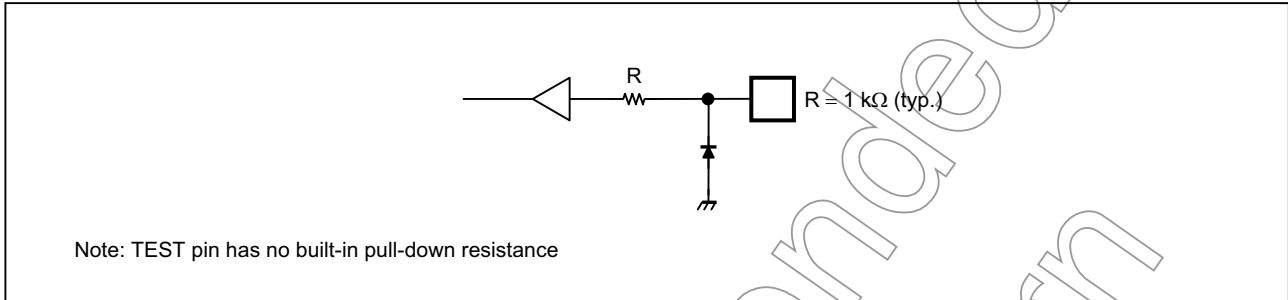 R
R = 1 kΩ (typ.)
Note: TEST pin has no built-in pull-down resistance